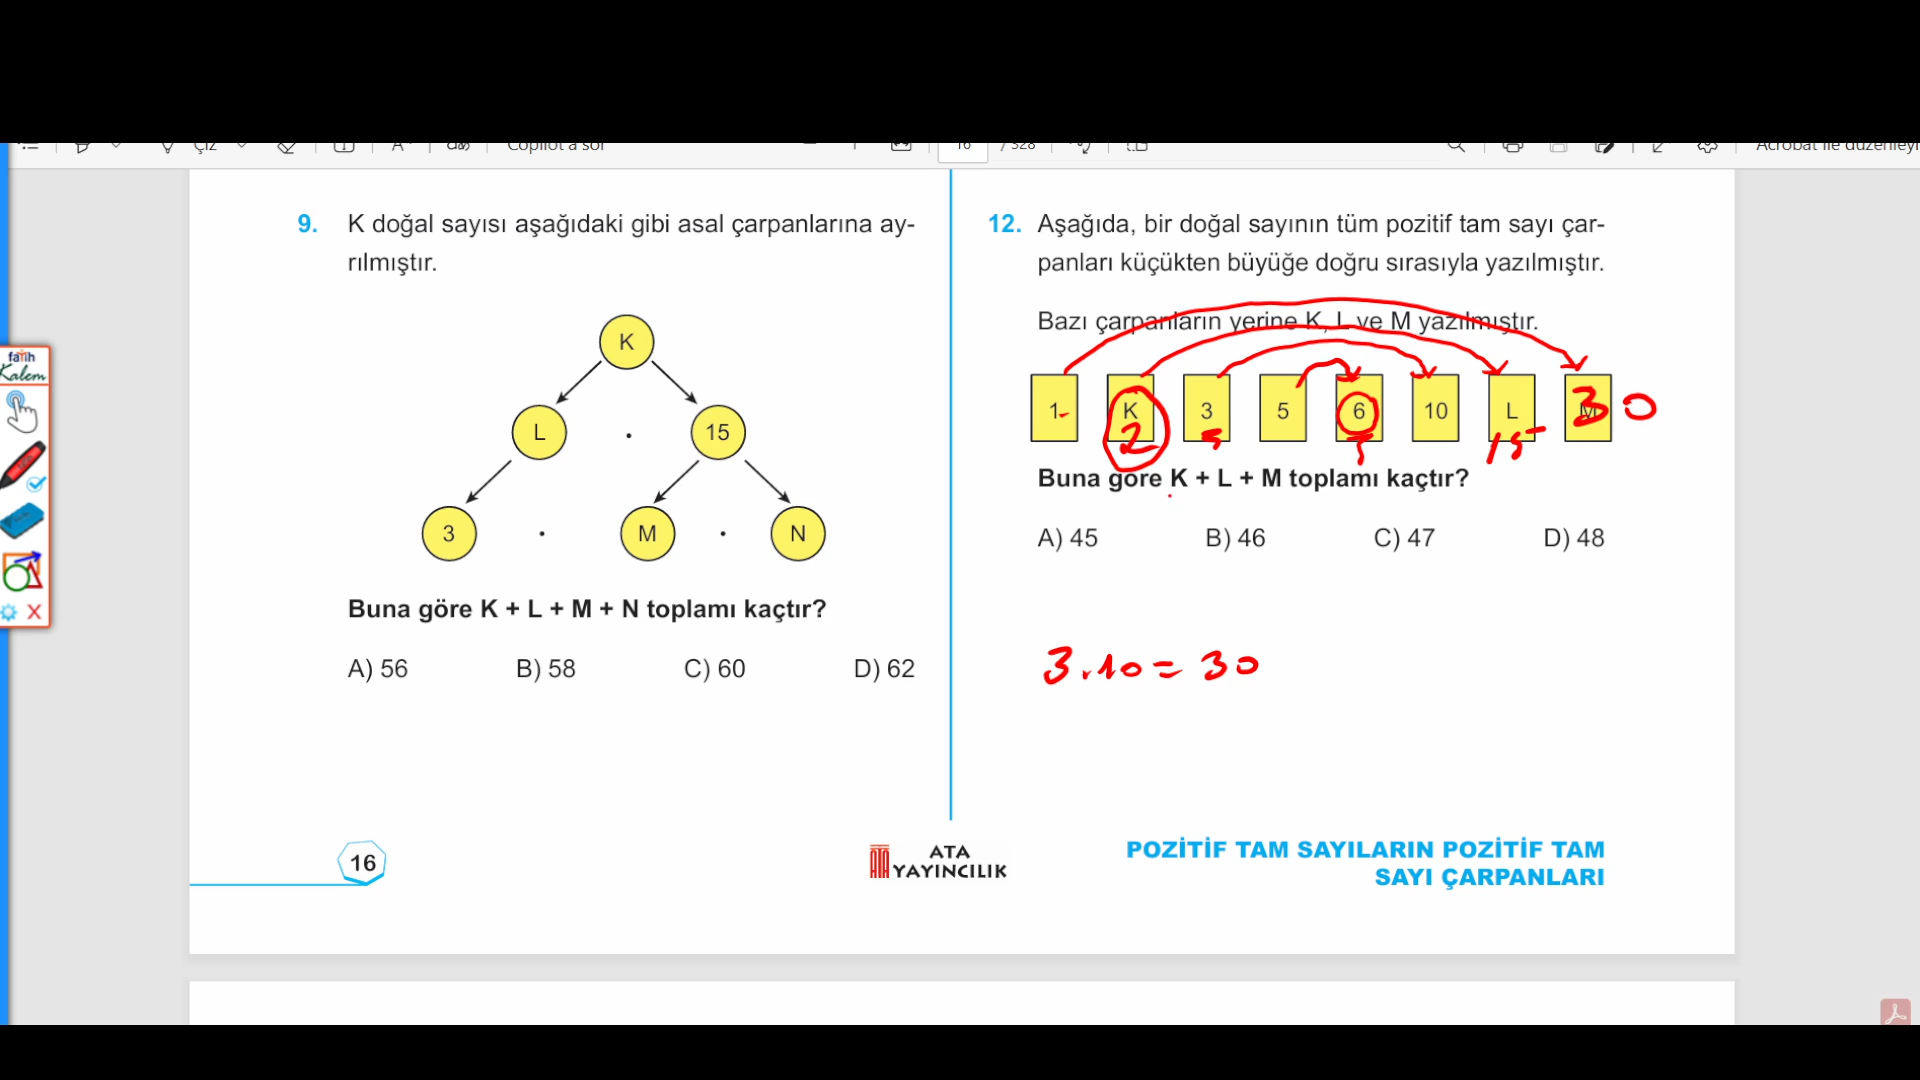 Çiz
Copilot'a sor
16 / 328
Acrobat ile düzenley
fatih
Kalem
9. K doğal sayısı aşağıdaki gibi asal çarpanlarına ay-
rılmıştır.
K
L . 15
3 . M . N
Buna göre K + L + M + N toplamı kaçtır?
A) 56 B) 58 C) 60 D) 62
16
ATA
YAYINCILIK
12. Aşağıda, bir doğal sayının tüm pozitif tam sayı çar-
panları küçükten büyüğe doğru sırasıyla yazılmıştır.
Bazı çarpanların yerine K, L ve M yazılmıştır.
1 K 3 5 6 10 L M
2 15 30
Buna göre K + L + M toplamı kaçtır?
A) 45 B) 46 C) 47 D) 48
3.10=30
POZİTİF TAM SAYILARIN POZİTİF TAM
SAYI ÇARPANLARI